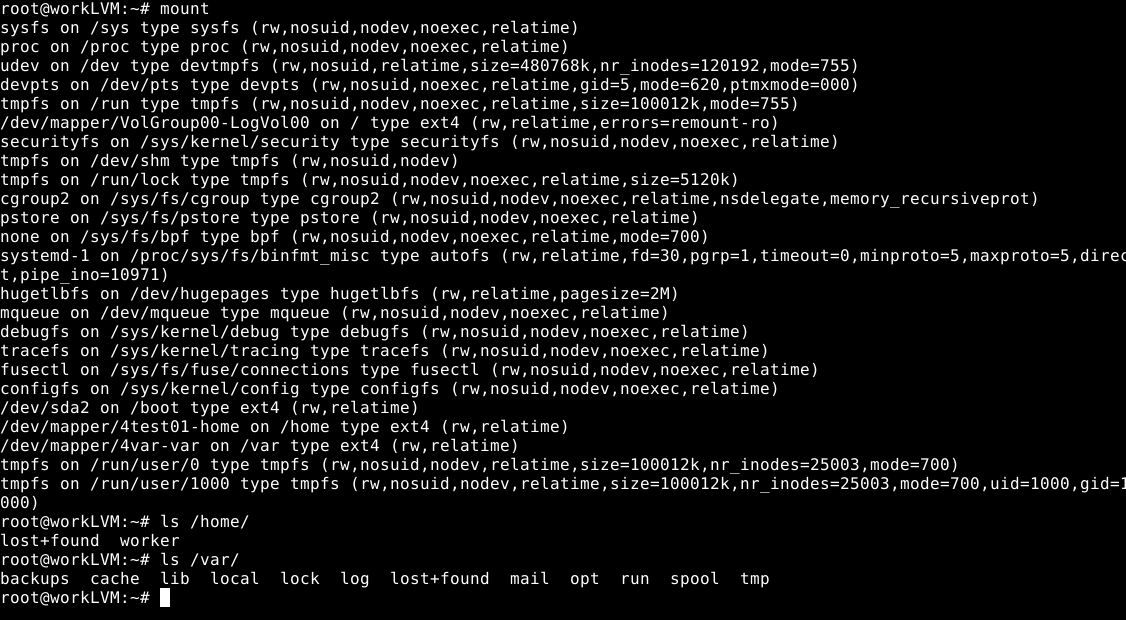 root@workLVM:~# mount
sysfs on /sys type sysfs (rw,nosuid,nodev,noexec,relatime)
proc on /proc type proc (rw,nosuid,nodev,noexec,relatime)
udev on /dev type devtmpfs (rw,nosuid,relatime,size=480768k,nr_inodes=120192,mode=755)
devpts on /dev/pts type devpts (rw,nosuid,noexec,relatime,gid=5,mode=620,ptmxmode=000)
tmpfs on /run type tmpfs (rw,nosuid,nodev,noexec,relatime,size=100012k,mode=755)
/dev/mapper/VolGroup00-LogVol00 on / type ext4 (rw,relatime,errors=remount-ro)
securityfs on /sys/kernel/security type securityfs (rw,nosuid,nodev,noexec,relatime)
tmpfs on /dev/shm type tmpfs (rw,nosuid,nodev)
tmpfs on /run/lock type tmpfs (rw,nosuid,nodev,noexec,relatime,size=5120k)
cgroup2 on /sys/fs/cgroup type cgroup2 (rw,nosuid,nodev,noexec,relatime,nsdelegate,memory_recursiveprot)
pstore on /sys/fs/pstore type pstore (rw,nosuid,nodev,noexec,relatime)
none on /sys/fs/bpf type bpf (rw,nosuid,nodev,noexec,relatime,mode=700)
systemd-1 on /proc/sys/fs/binfmt_misc type autofs (rw,relatime,fd=30,pgrp=1,timeout=0,minproto=5,maxproto=5,direc
t,pipe_ino=10971)
hugetlbfs on /dev/hugepages type hugetlbfs (rw,relatime,pagesize=2M)
mqueue on /dev/mqueue type mqueue (rw,nosuid,nodev,noexec,relatime)
debugfs on /sys/kernel/debug type debugfs (rw,nosuid,nodev,noexec,relatime)
tracefs on /sys/kernel/tracing type tracefs (rw,nosuid,nodev,noexec,relatime)
fusectl on /sys/fs/fuse/connections type fusectl (rw,nosuid,nodev,noexec,relatime)
configfs on /sys/kernel/config type configfs (rw,nosuid,nodev,noexec,relatime)
/dev/sda2 on /boot type ext4 (rw,relatime)
/dev/mapper/4test01-home on /home type ext4 (rw,relatime)
/dev/mapper/4var-var on /var type ext4 (rw,relatime)
tmpfs on /run/user/0 type tmpfs (rw,nosuid,nodev,relatime,size=100012k,nr_inodes=25003,mode=700)
tmpfs on /run/user/1000 type tmpfs (rw,nosuid,nodev,relatime,size=100012k,nr_inodes=25003,mode=700,uid=1000,gid=1
000)
root@workLVM:~# ls /home/
lost+found  worker
root@workLVM:~# ls /var/
backups  cache  lib  local  lock  log  lost+found  mail  opt  run  spool  tmp
root@workLVM:~#